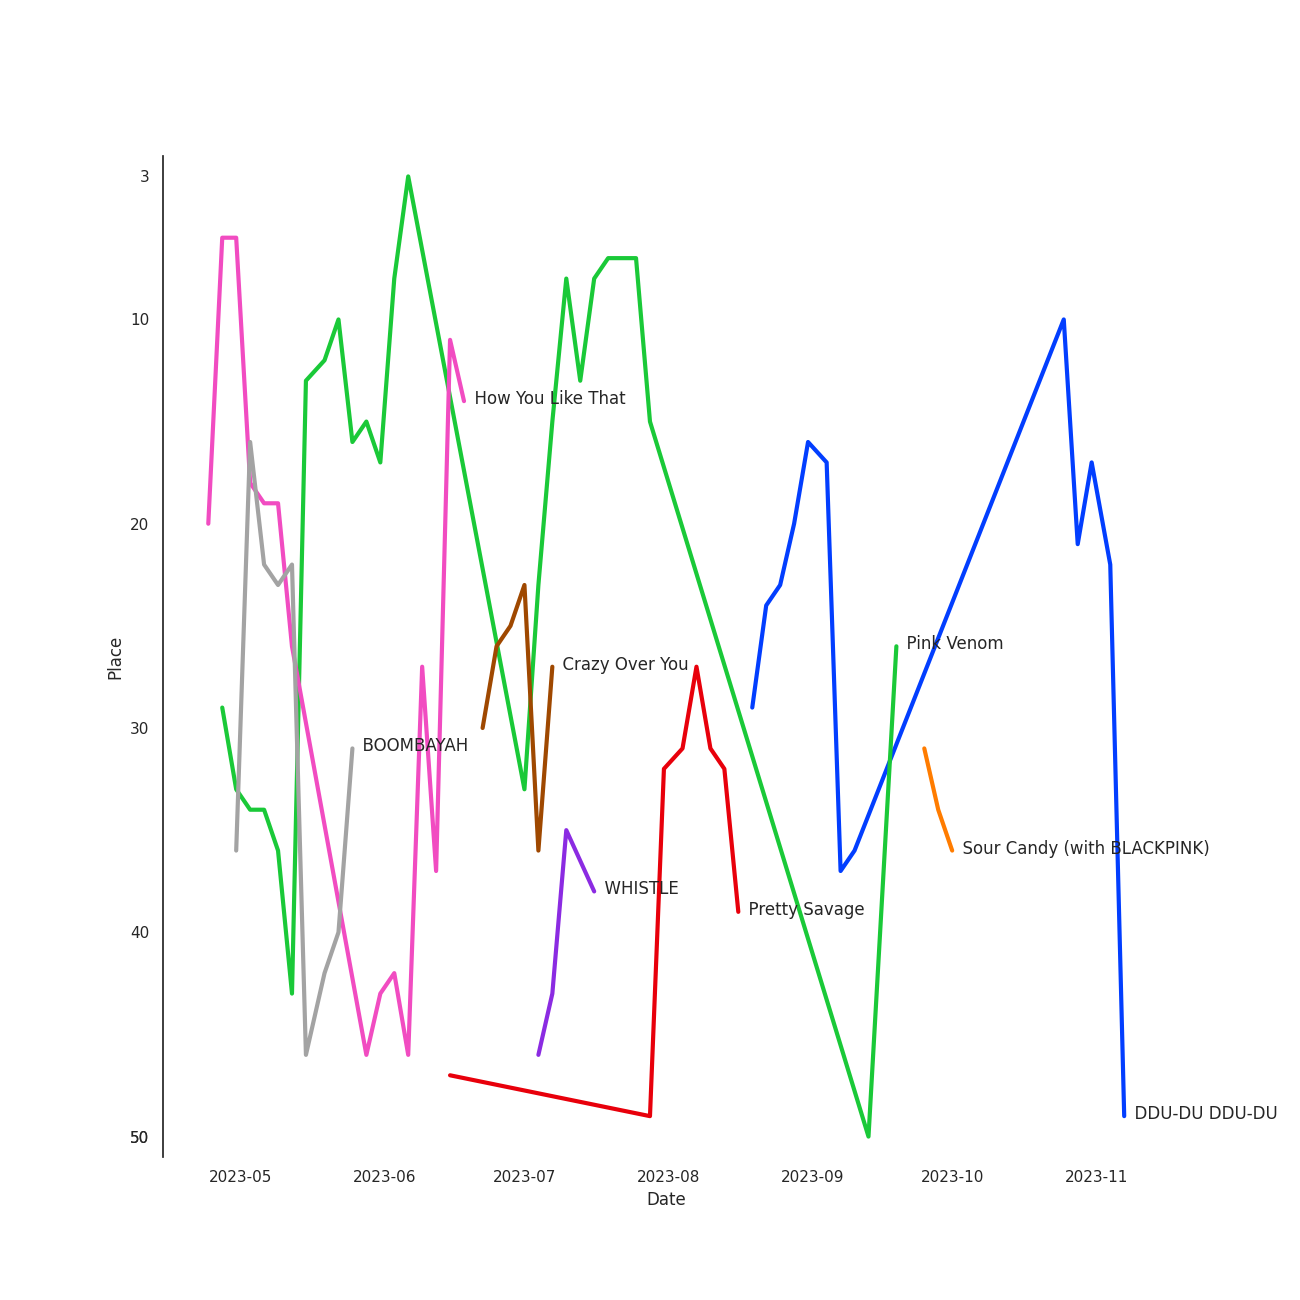 3
10
20
30
40
50
Place
How You Like That
Pink Venom
Crazy Over You
BOOMBAYAH
Sour Candy (with BLACKPINK)
WHISTLE
Pretty Savage
DDU-DU DDU-DU
2023-05 2023-06 2023-07 2023-08 2023-09 2023-10 2023-11
Date